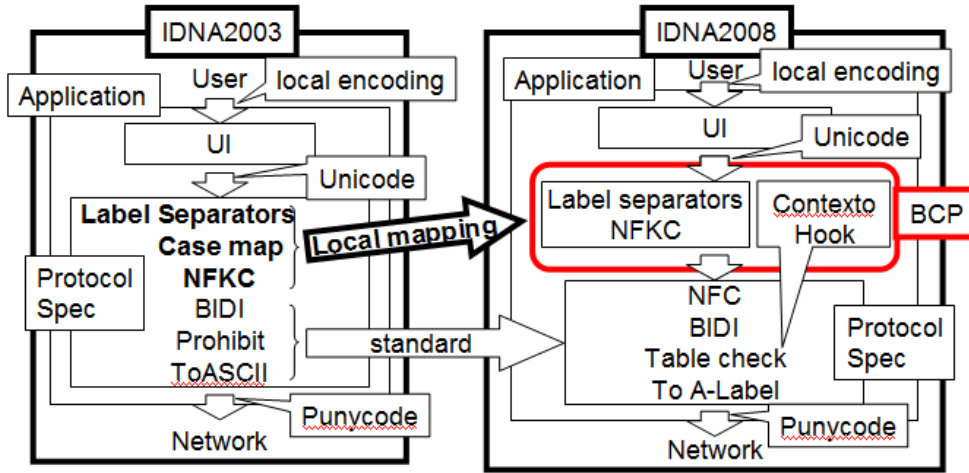 IDNA2003
User
local encoding
Application
UI
Unicode
Label Separators
Case map
NFKC
Protocol
Spec
BIDI
Prohibit
ToASCII
Punycode
Network
Local mapping
standard
IDNA2008
User
local encoding
Application
UI
Unicode
Label separators
NFKC
Contexto
Hook
BCP
NFC
BIDI
Table check
To A-Label
Protocol
Spec
Punycode
Network